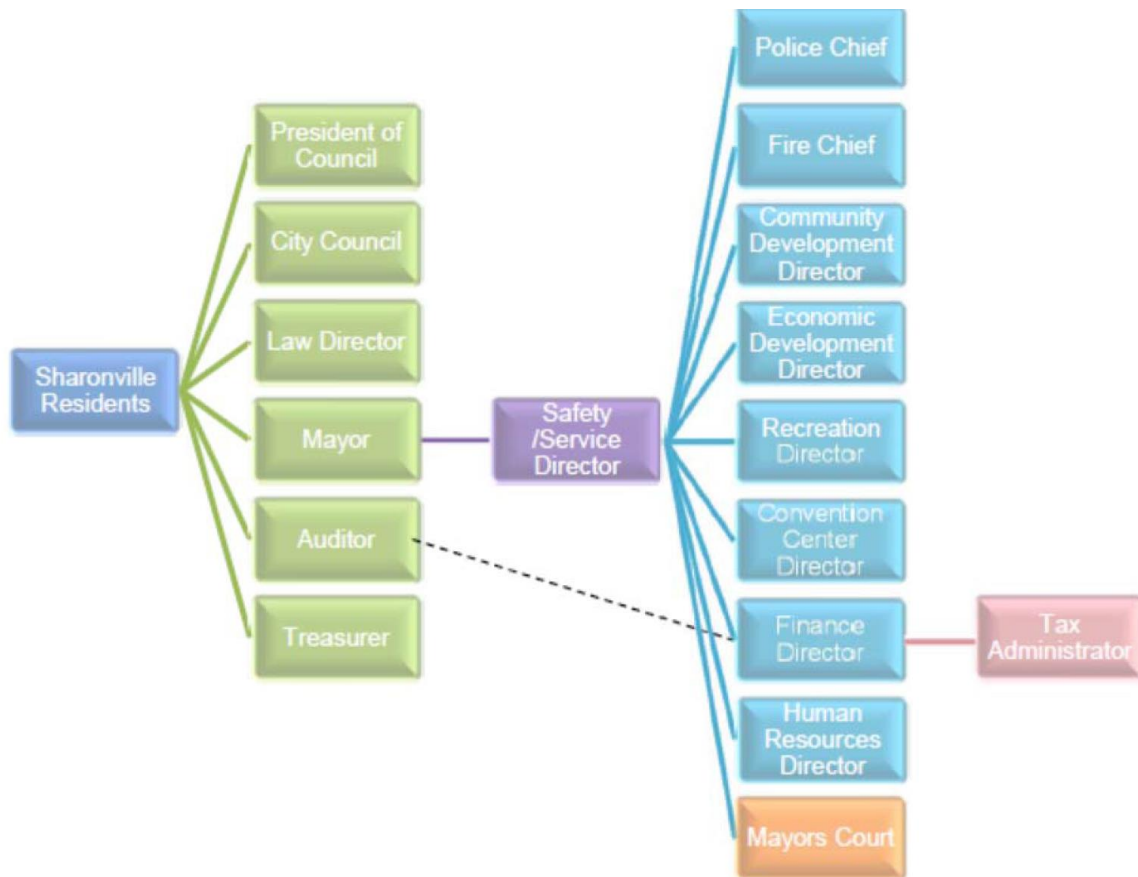 Sharonville
Residents
President of
Council
City Council
Law Director
Mayor
Auditor
Treasurer
Safety
/Service
Director
Police Chief
Fire Chief
Community
Development
Director
Economic
Development
Director
Recreation
Director
Convention
Center
Director
Finance
Director
Human
Resources
Director
Mayors Court
Tax
Administrator